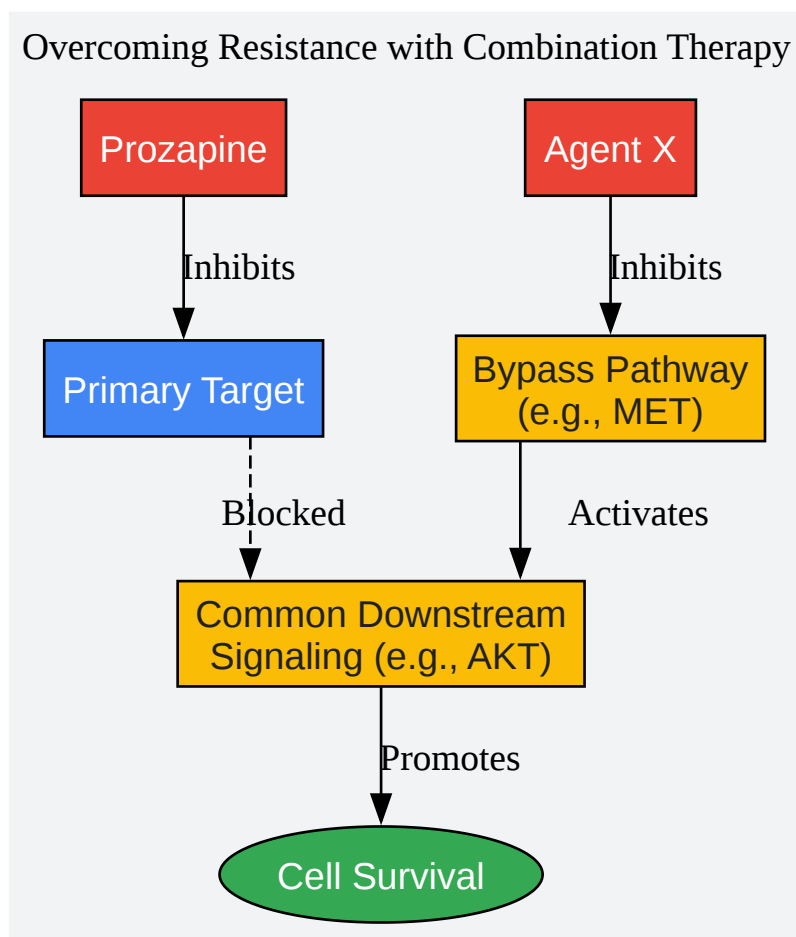 Overcoming Resistance with Combination Therapy
Prozapine
Agent X
Inhibits
Inhibits
Primary Target
Bypass Pathway
(e.g., MET)
Blocked
Activates
Common Downstream
Signaling (e.g., AKT)
Promotes
Cell Survival